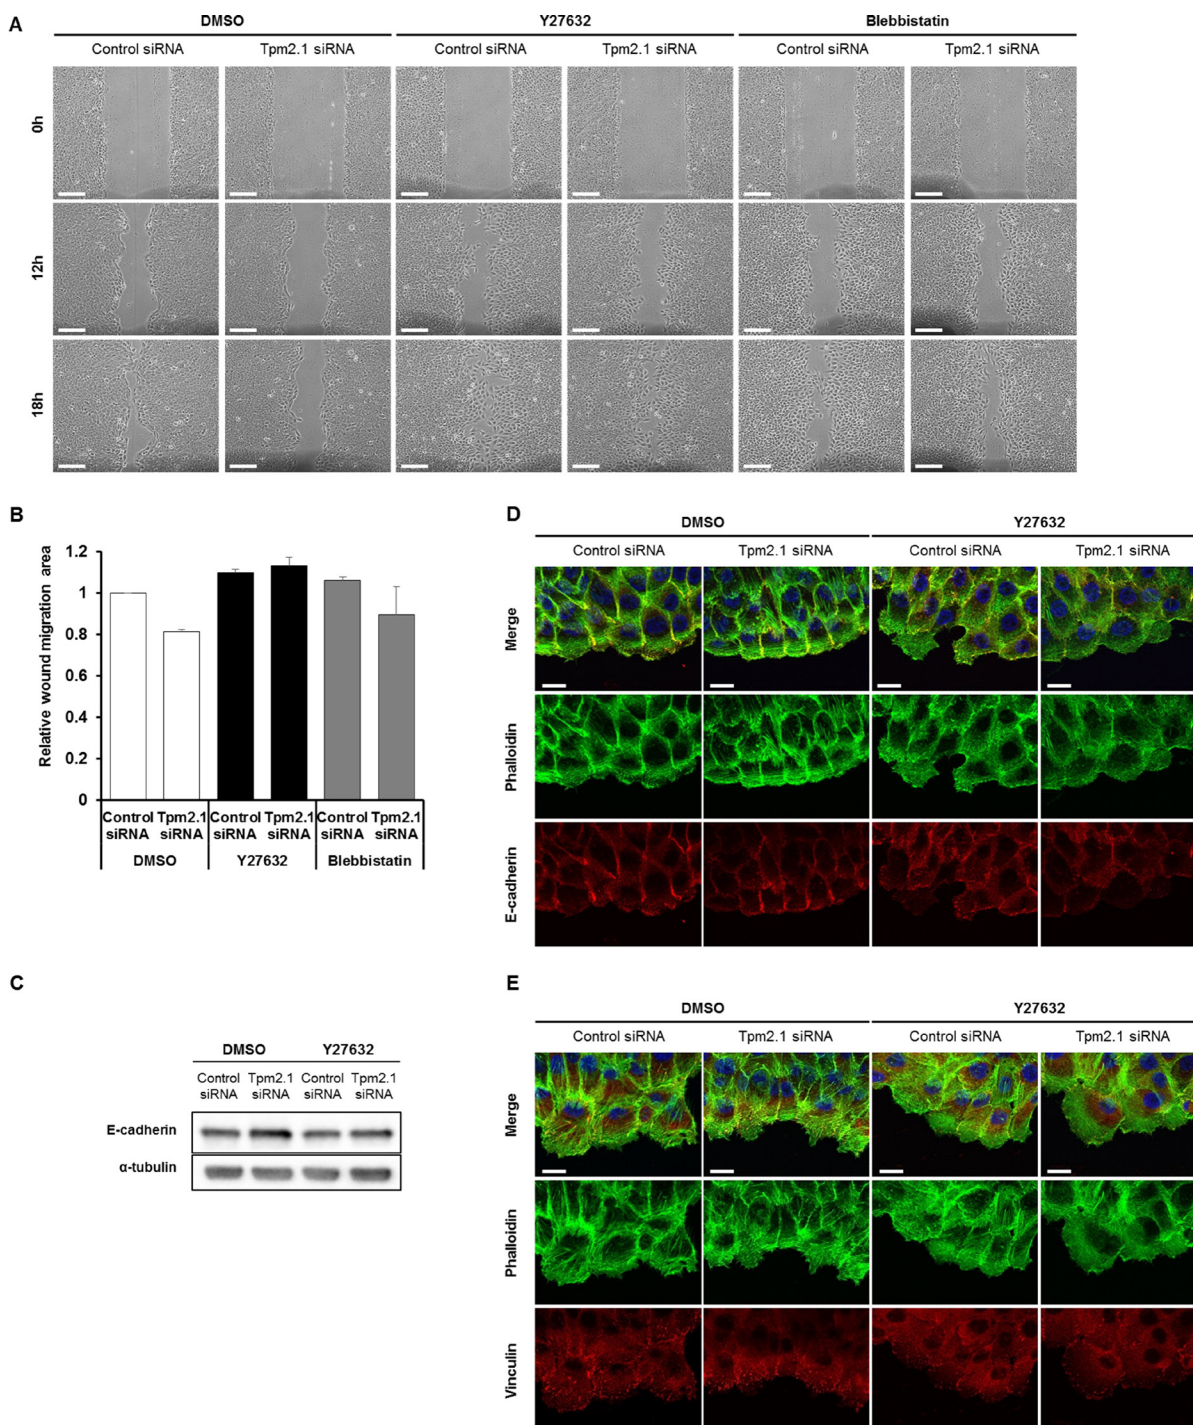 A
DMSO Y27632 Blebbistatin
Control siRNA Tpm2.1 siRNA Control siRNA Tpm2.1 siRNA Control siRNA Tpm2.1 siRNA
0h
12h
18h
B
Relative wound migration area
1.2
1
0.8
0.6
0.4
0.2
0
Control siRNA Tpm2.1 siRNA Control siRNA Tpm2.1 siRNA Control siRNA Tpm2.1 siRNA
DMSO Y27632 Blebbistatin
C
DMSO Y27632
Control siRNA Tpm2.1 siRNA Control siRNA Tpm2.1 siRNA
E-cadherin
α-tubulin
D
DMSO Y27632
Control siRNA Tpm2.1 siRNA Control siRNA Tpm2.1 siRNA
Merge
Phalloidin
E-cadherin
E
DMSO Y27632
Control siRNA Tpm2.1 siRNA Control siRNA Tpm2.1 siRNA
Merge
Phalloidin
Vinculin